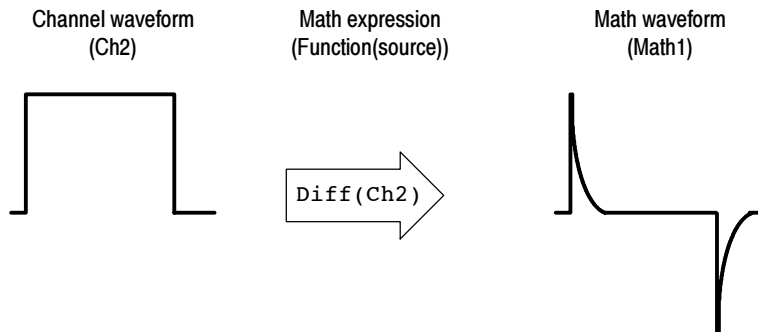 Channel waveform
(Ch2)
Math expression
(Function(source))
Math waveform
(Math1)
Diff(Ch2)